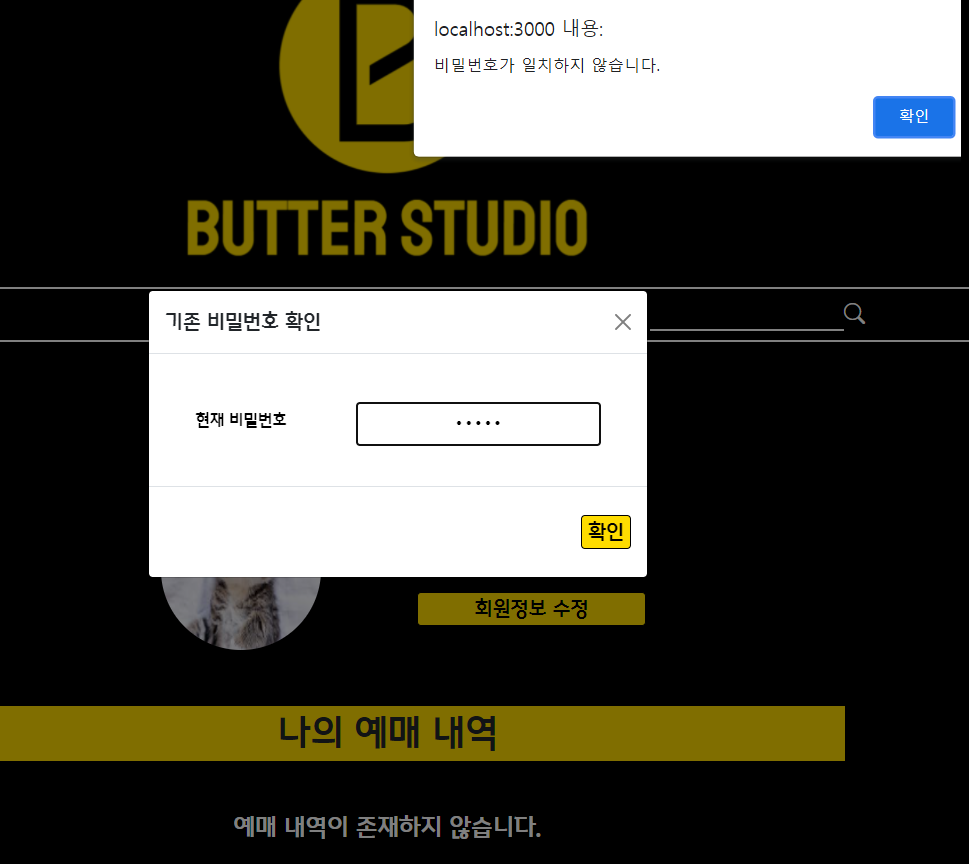 localhost:3000 내용:
비밀번호가 일치하지 않습니다.
확인
BUTTER STUDIO
기존 비밀번호 확인
현재 비밀번호
확인
회원정보 수정
나의 예매 내역
예매 내역이 존재하지 않습니다.